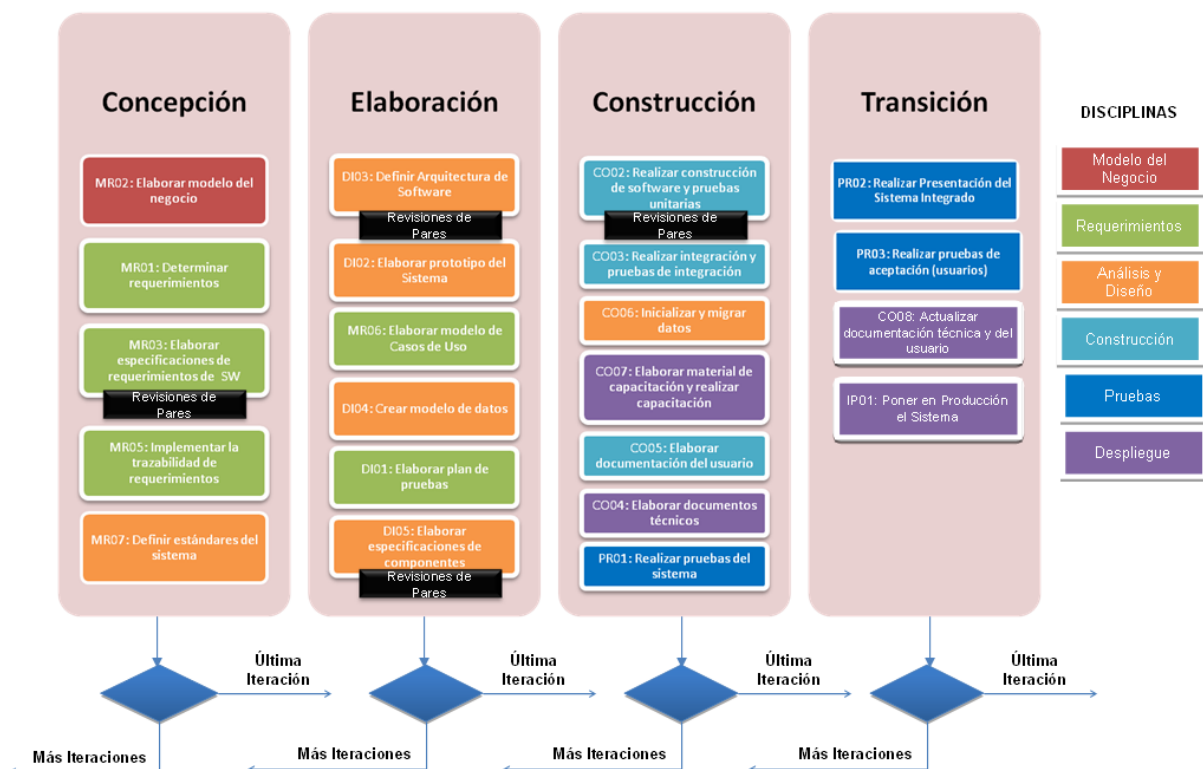 Concepción
MR02: Elaborar modelo del
negocio
MR01: Determinar
requerimientos
MR03: Elaborar
especificaciones de
requerimientos de SW
Revisiones de
Pares
MR05: Implementar la
trazabilidad de
requerimientos
MR07: Definir estándares del
sistema
Elaboración
DI03: Definir Arquitectura de
Software
Revisiones de
Pares
DI02: Elaborar prototipo del
Sistema
MR06: Elaborar modelo de
Casos de Uso
DI04: Crear modelo de datos
DI01: Elaborar plan de
pruebas
DI05: Elaborar
especificaciones de
componentes
Revisiones de
Pares
Construcción
CO02: Realizar construcción
de software y pruebas
unitarias
Revisiones de
Pares
CO03: Realizar integración y
pruebas de integración
CO06: Inicializar y migrar
datos
CO07: Elaborar material de
capacitación y realizar
capacitación
CO05: Elaborar
documentación del usuario
CO04: Elaborar documentos
técnicos
PR01: Realizar pruebas del
sistema
Transición
PR02: Realizar Presentación del
Sistema Integrado
PR03: Realizar pruebas de
aceptación (usuarios)
CO08: Actualizar
documentación técnica y del
usuario
IP01: Poner en Producción
el Sistema
DISCIPLINAS
Modelo del
Negocio
Requerimientos
Análisis y
Diseño
Construcción
Pruebas
Despliegue
Última
Iteración
Última
Iteración
Última
Iteración
Última
Iteración
Más Iteraciones
Más Iteraciones
Más Iteraciones
Más Iteraciones